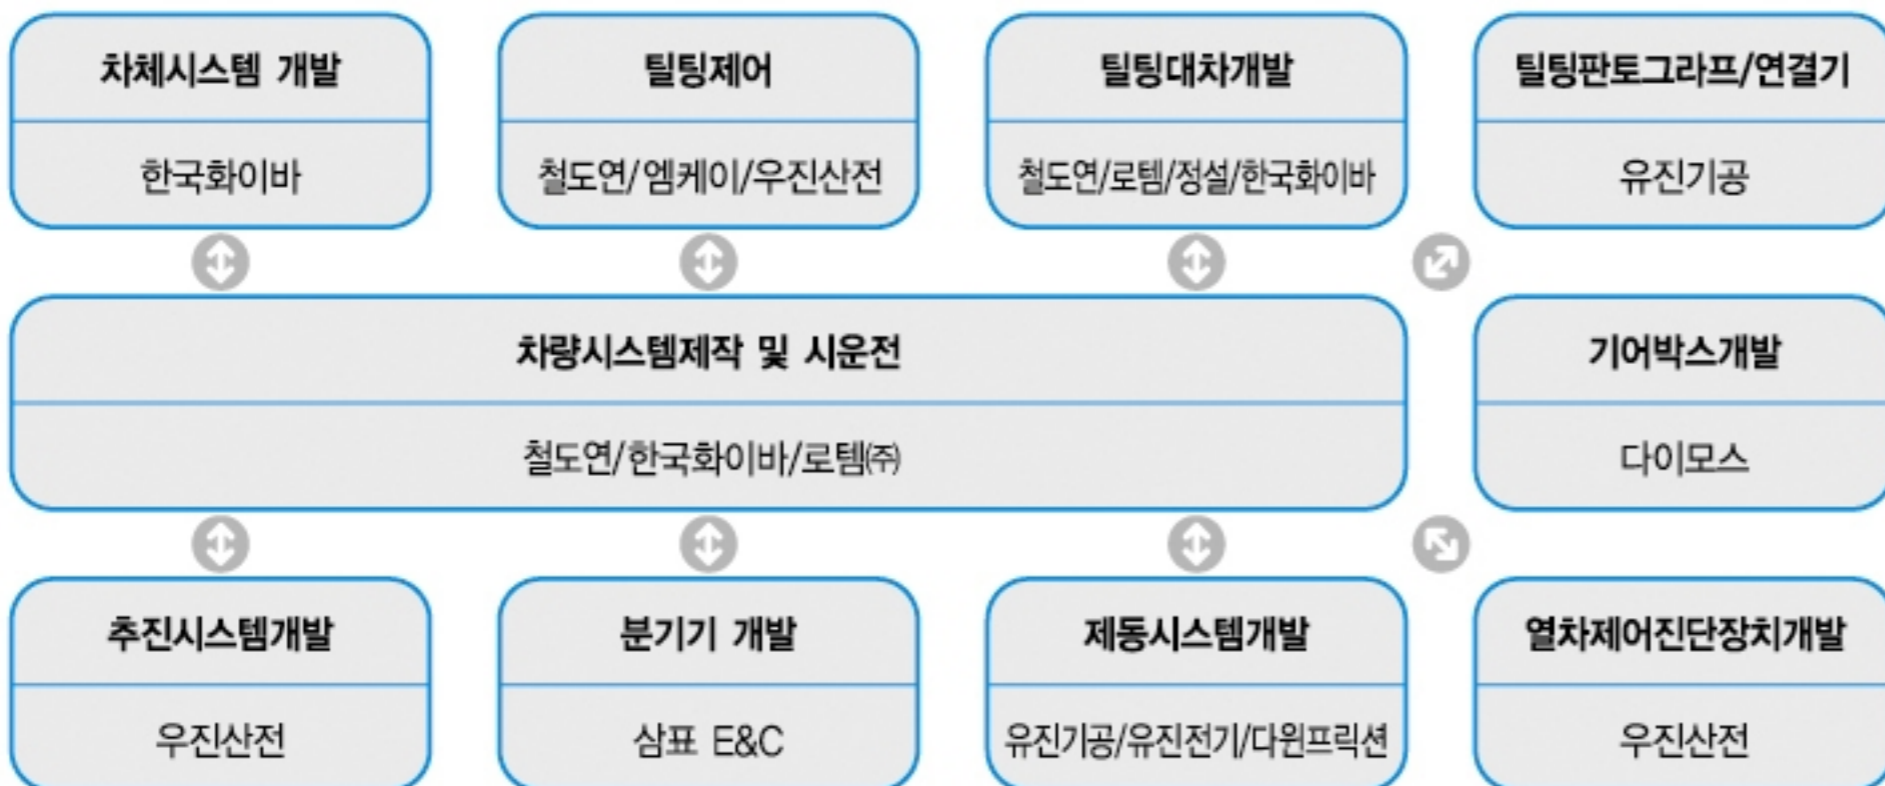 차체시스템 개발
한국화이바
틸팅제어
철도연/엠케이/우진산전
틸팅대차개발
철도연/로템/정설/한국화이바
틸팅판토그라프/연결기
유진기공
차량시스템제작 및 시운전
철도연/한국화이바/로템㈜
기어박스개발
다이모스
추진시스템개발
우진산전
분기기 개발
삼표 E&C
제동시스템개발
유진기공/유진전기/다윈프릭션
열차제어진단장치개발
우진산전